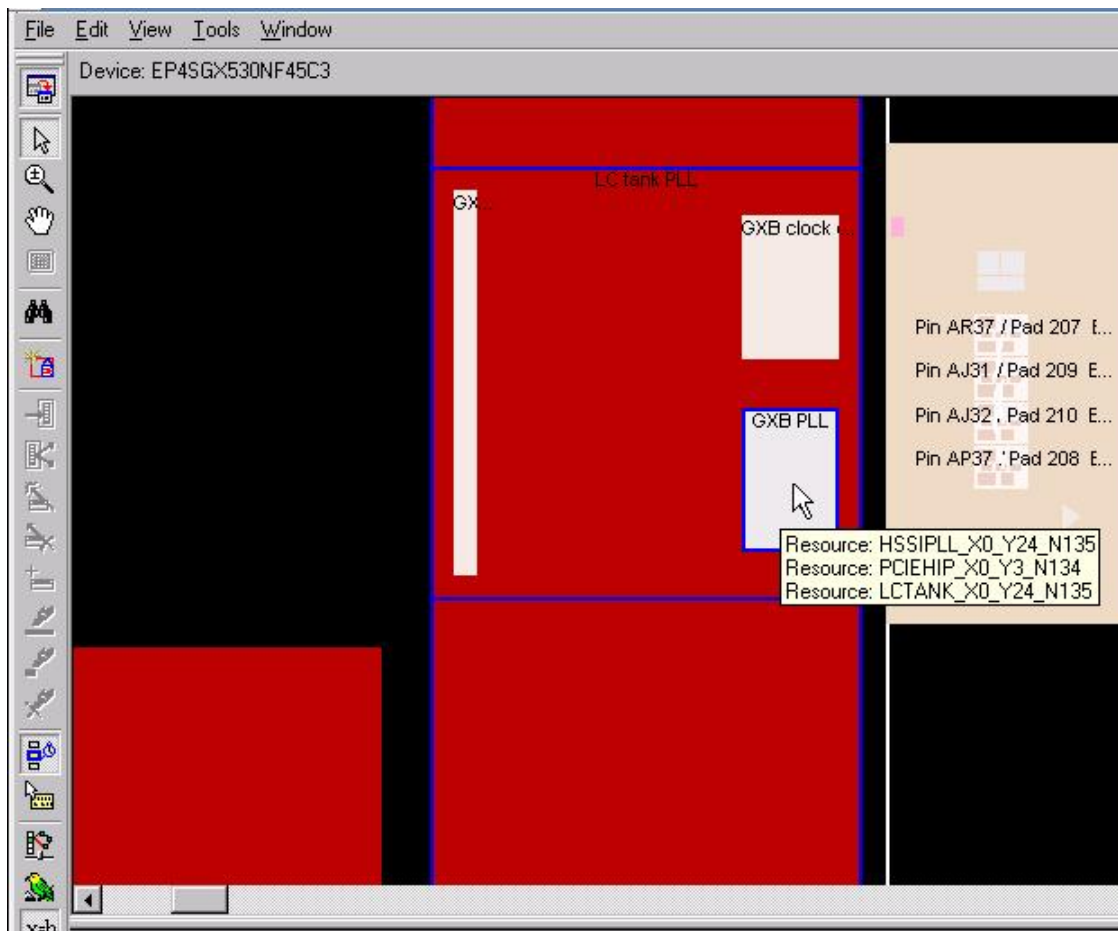 File Edit View Tools Window
Device: EP4SGX530NF45C3
LC tank PLL
GX...
GXB clock c...
Pin AR37 / Pad 207 E...
Pin AJ31 / Pad 209 E...
Pin AJ32 . Pad 210 E...
GXB PLL
Pin AP37 .' Pad 208 E...
Resource: HSSIPLL_X0_Y24_N135
Resource: PCIEHIP_X0_Y3_N134
Resource: LCTANK_X0_Y24_N135